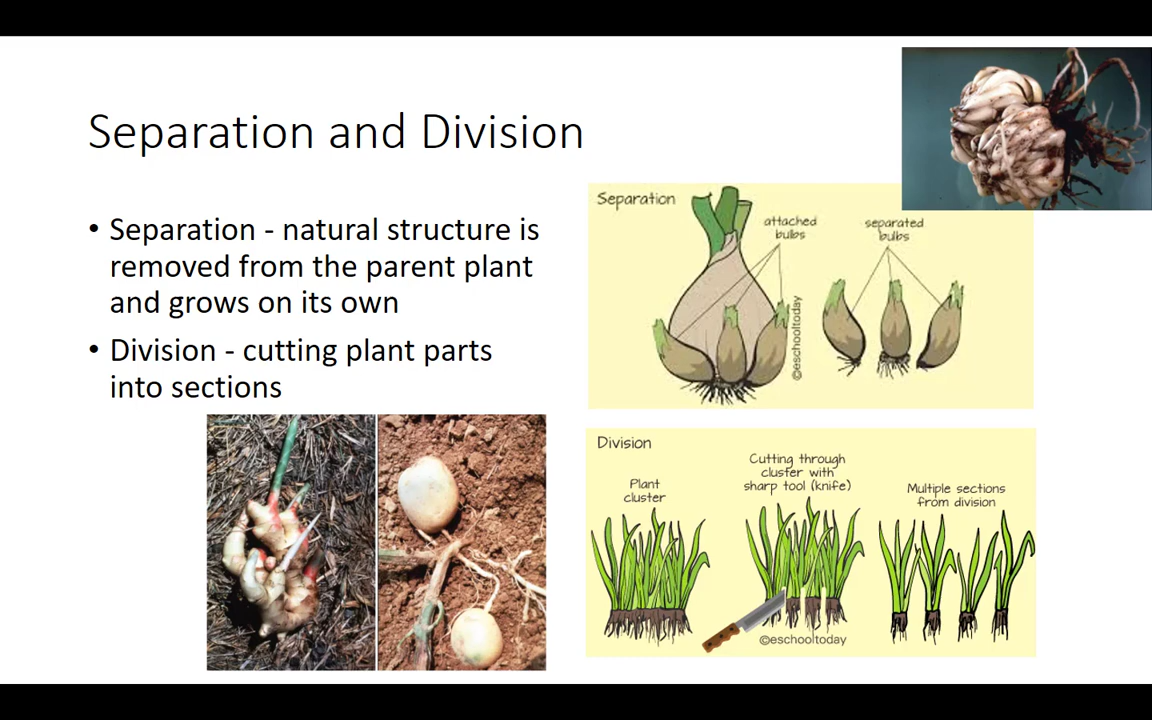 Separation and Division
• Separation - natural structure is
removed from the parent plant
and grows on its own
• Division - cutting plant parts
into sections
Separation
attached
bulbs
separated
bulbs
©eschooltoday
Division
Plant
cluster
Cutting through
cluster with
sharp tool (knife)
Multiple sections
from division
©eschooltoday